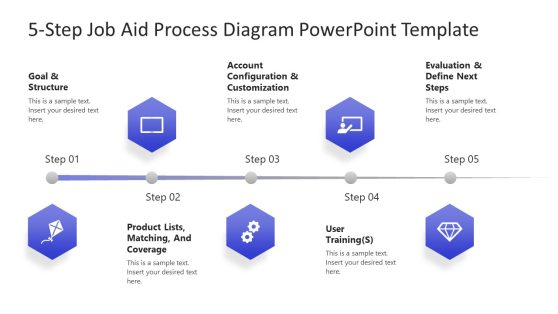 5-Step Job Aid Process Diagram PowerPoint Template
Goal &
Structure
This is a sample text.
Insert your desired text
here.
Account
Configuration &
Customization
This is a sample text.
Insert your desired text
here.
Evaluation &
Define Next
Steps
This is a sample text.
Insert your desired text
here.
Step 01
Step 03
Step 05
Step 02
Step 04
Product Lists,
Matching, And
Coverage
This is a sample text.
Insert your desired text
here.
User
Training(S)
This is a sample text.
Insert your desired text
here.